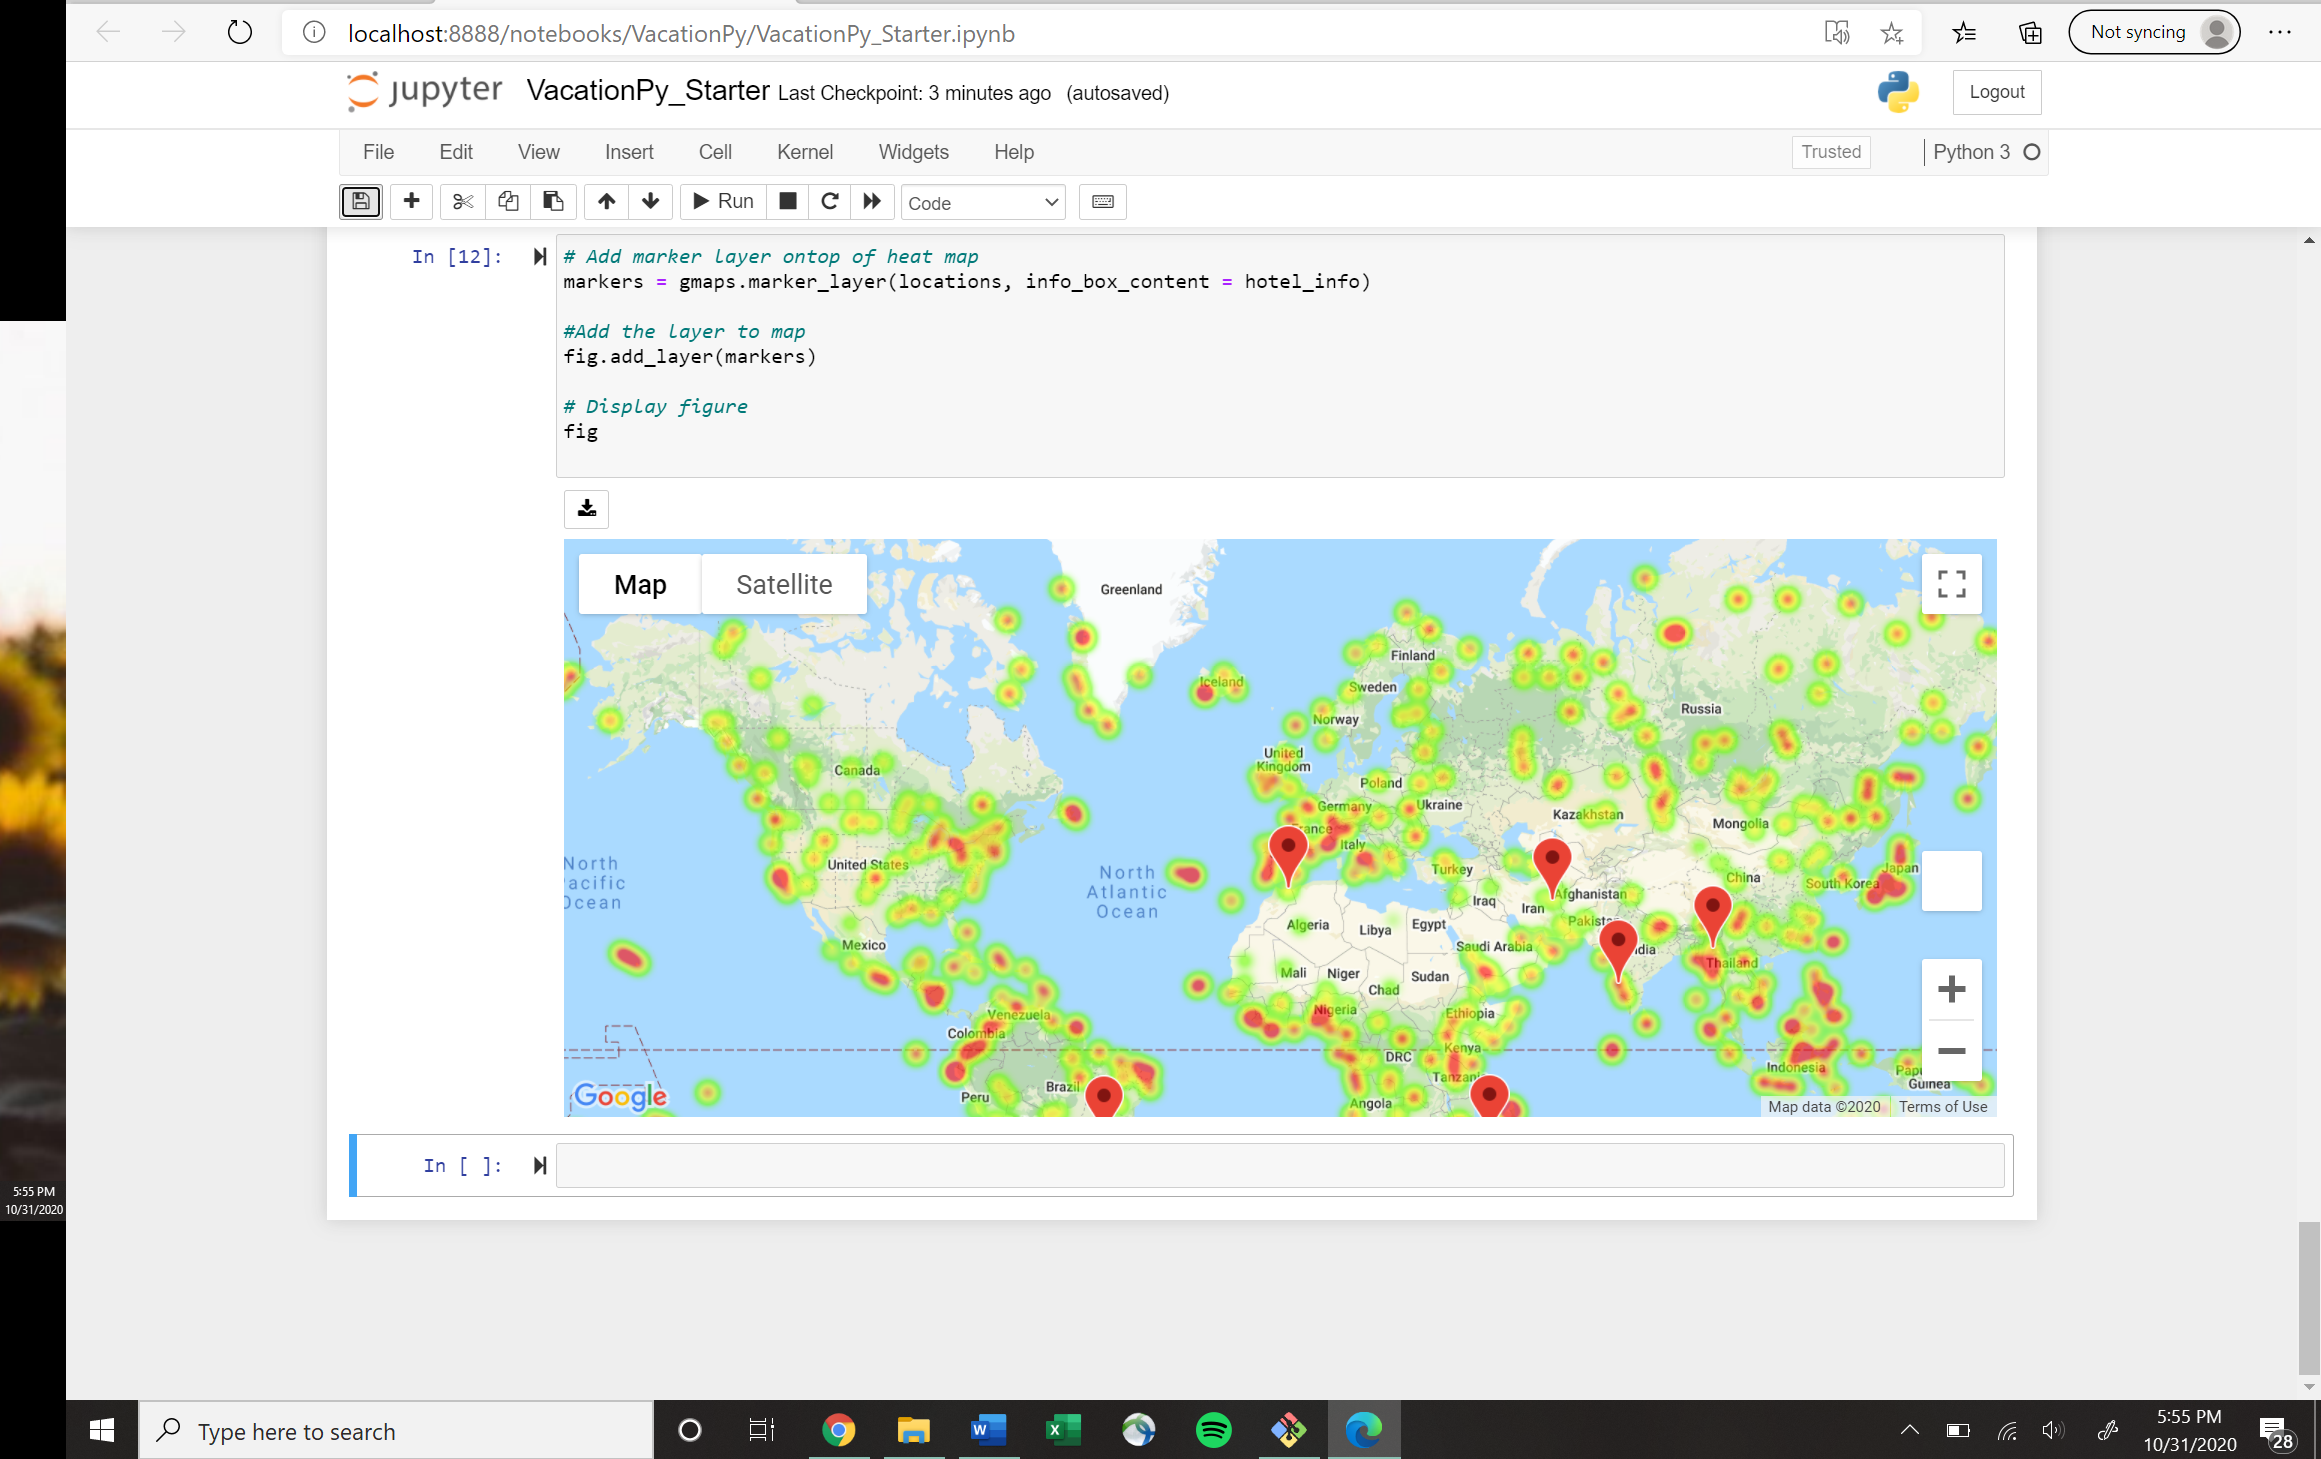 localhost:8888/notebooks/VacationPy/VacationPy_Starter.ipynb
Not syncing
jupyter VacationPy_Starter Last Checkpoint: 3 minutes ago (autosaved)
Logout
File Edit View Insert Cell Kernel Widgets Help
Trusted
Python 3
Run
Code
In [12]:
# Add marker layer ontop of heat map
markers = gmaps.marker_layer(locations, info_box_content = hotel_info)
#Add the layer to map
fig.add_layer(markers)
# Display figure
fig
Map Satellite
Greenland
Finland
Iceland
Sweden
Russia
Norway
United
Kingdom
Canada
Poland
Germany
Ukraine
Kazakhstan
Mongolia
France
Italy
United States
North
Pacific
Ocean
North
Atlantic
Ocean
Turkey
China
Japan
South Korea
Afghanistan
Iraq
Iran
Algeria
Libya
Egypt
Pakist
Mexico
Saudi Arabia
dia
Mali
Niger
Sudan
Chad
Thailand
Nigeria
Ethiopia
Venezuela
Colombia
DRC
Kenya
Indonesia
Tanzani
Brazil
Peru
Angola
Pap
Guinea
Google
Map data ©2020
Terms of Use
In [ ]:
5:55 PM
10/31/2020
Type here to search
5:55 PM
10/31/2020
28